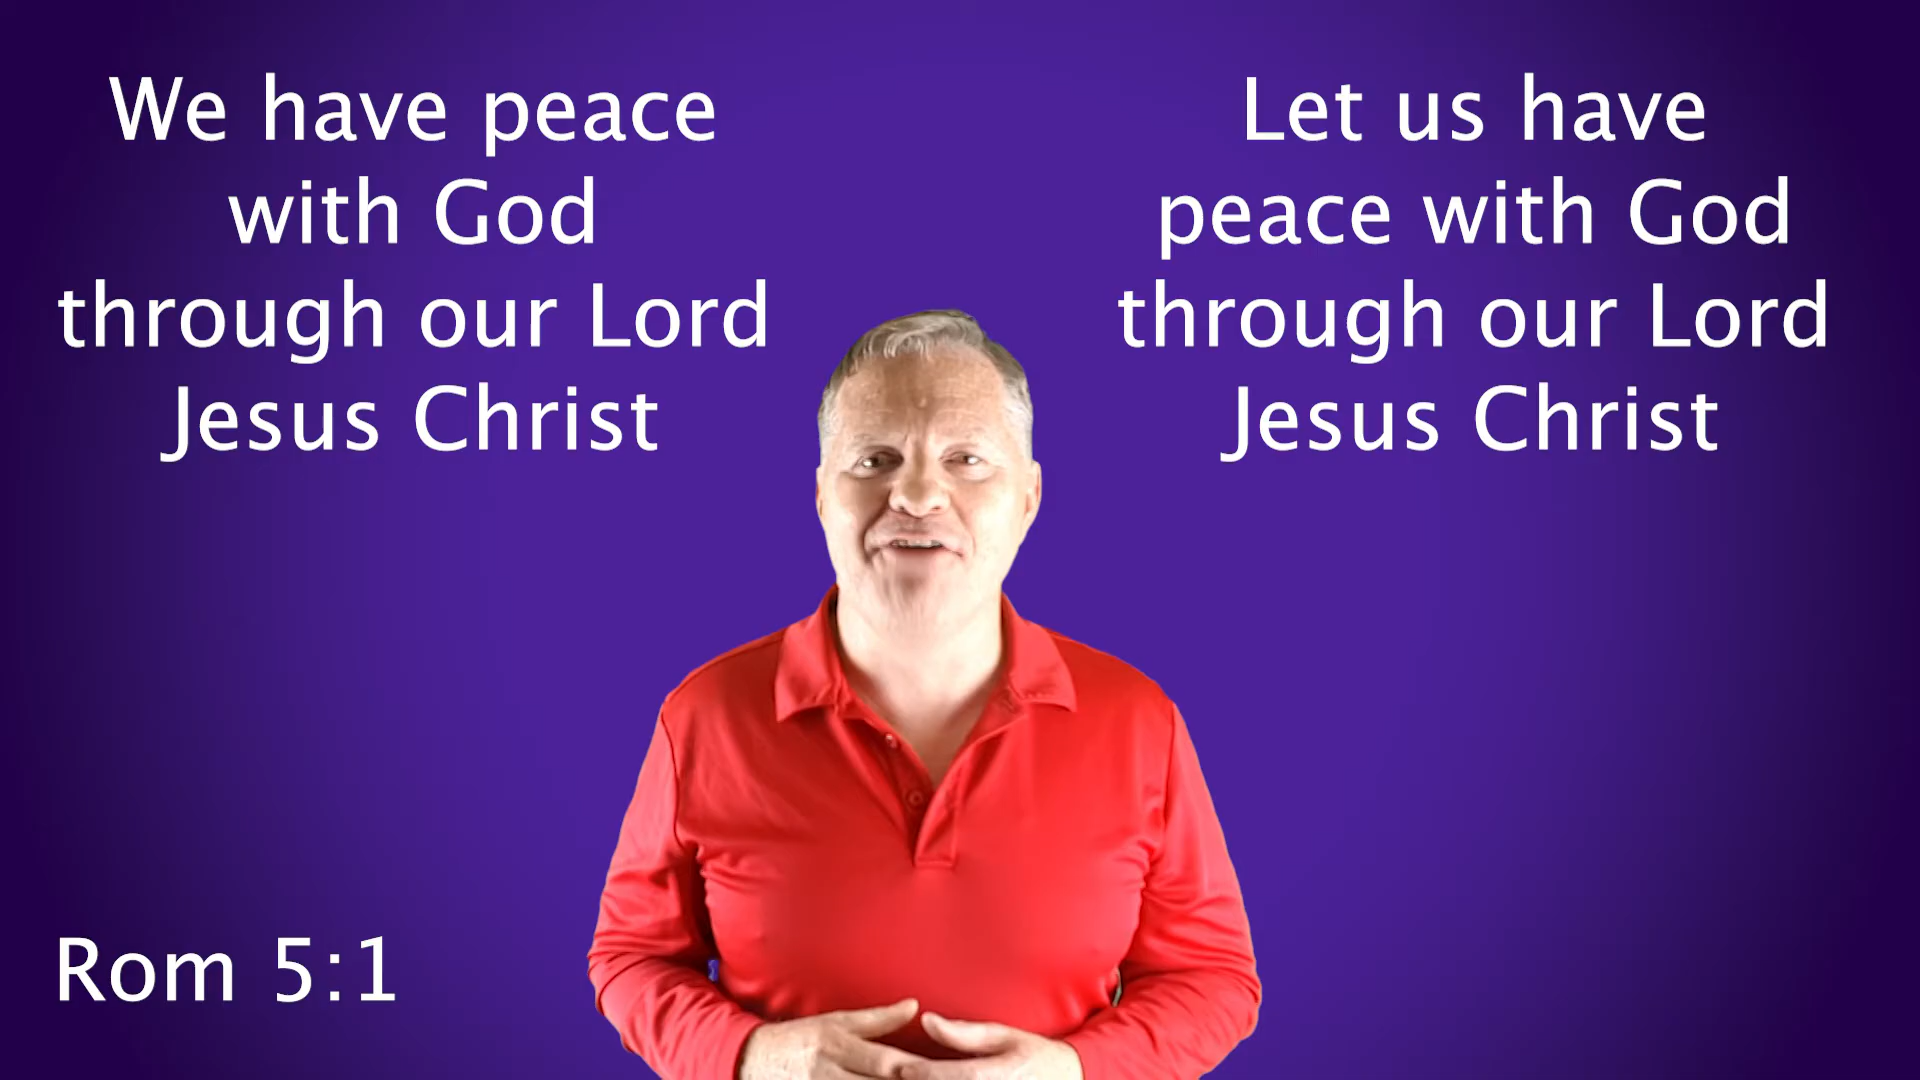 We have peace
with God
through our Lord
Jesus Christ
Let us have
peace with God
through our Lord
Jesus Christ
Rom 5:1